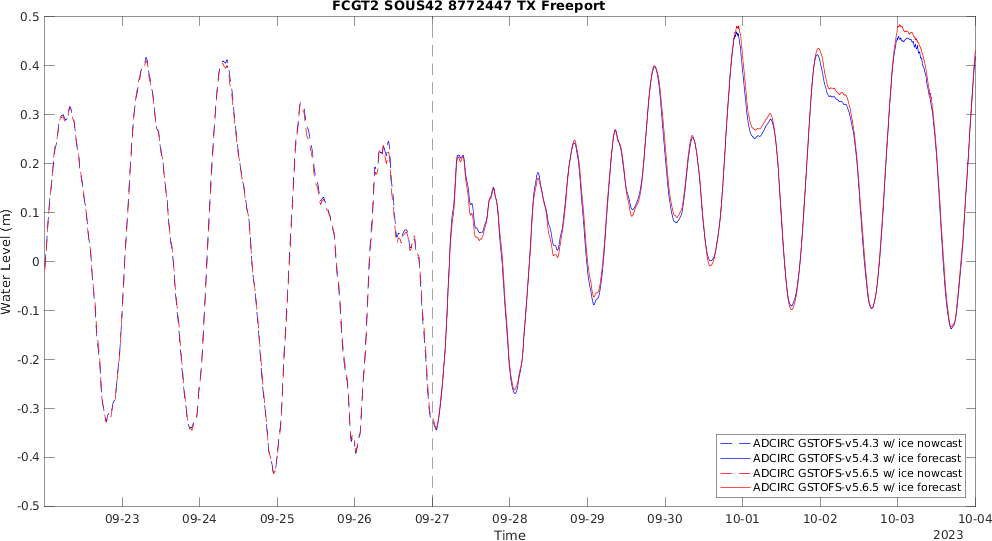 FCGT2 SOUS42 8772447 TX Freeport
Water Level (m)
0.5
0.4
0.3
0.2
0.1
0
-0.1
-0.2
-0.3
-0.4
-0.5
ADCIRC GSTOFS-v5.4.3 w/ ice nowcast
ADCIRC GSTOFS-v5.4.3 w/ ice forecast
ADCIRC GSTOFS-v5.6.5 w/ ice nowcast
ADCIRC GSTOFS-v5.6.5 w/ ice forecast
09-23 09-24 09-25 09-26 09-27 09-28 09-29 09-30 10-01 10-02 10-03 10-04
Time
2023